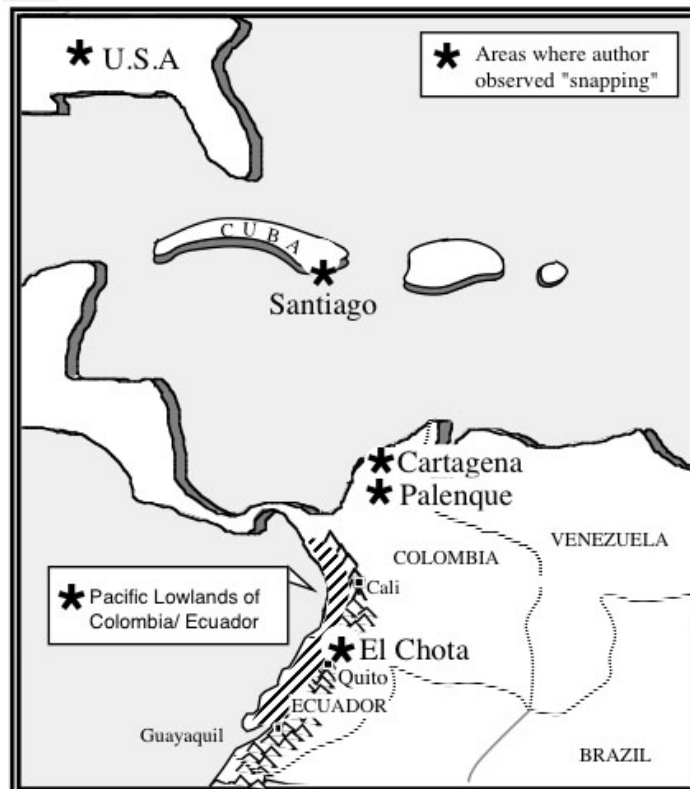 U.S.A
Areas where author
observed "snapping"
CUBA
Santiago
Cartagena
Palenque
VENEZUELA
COLOMBIA
Cali
Pacific Lowlands of
Colombia/ Ecuador
El Chota
Quito
ECUADOR
Guayaquil
BRAZIL